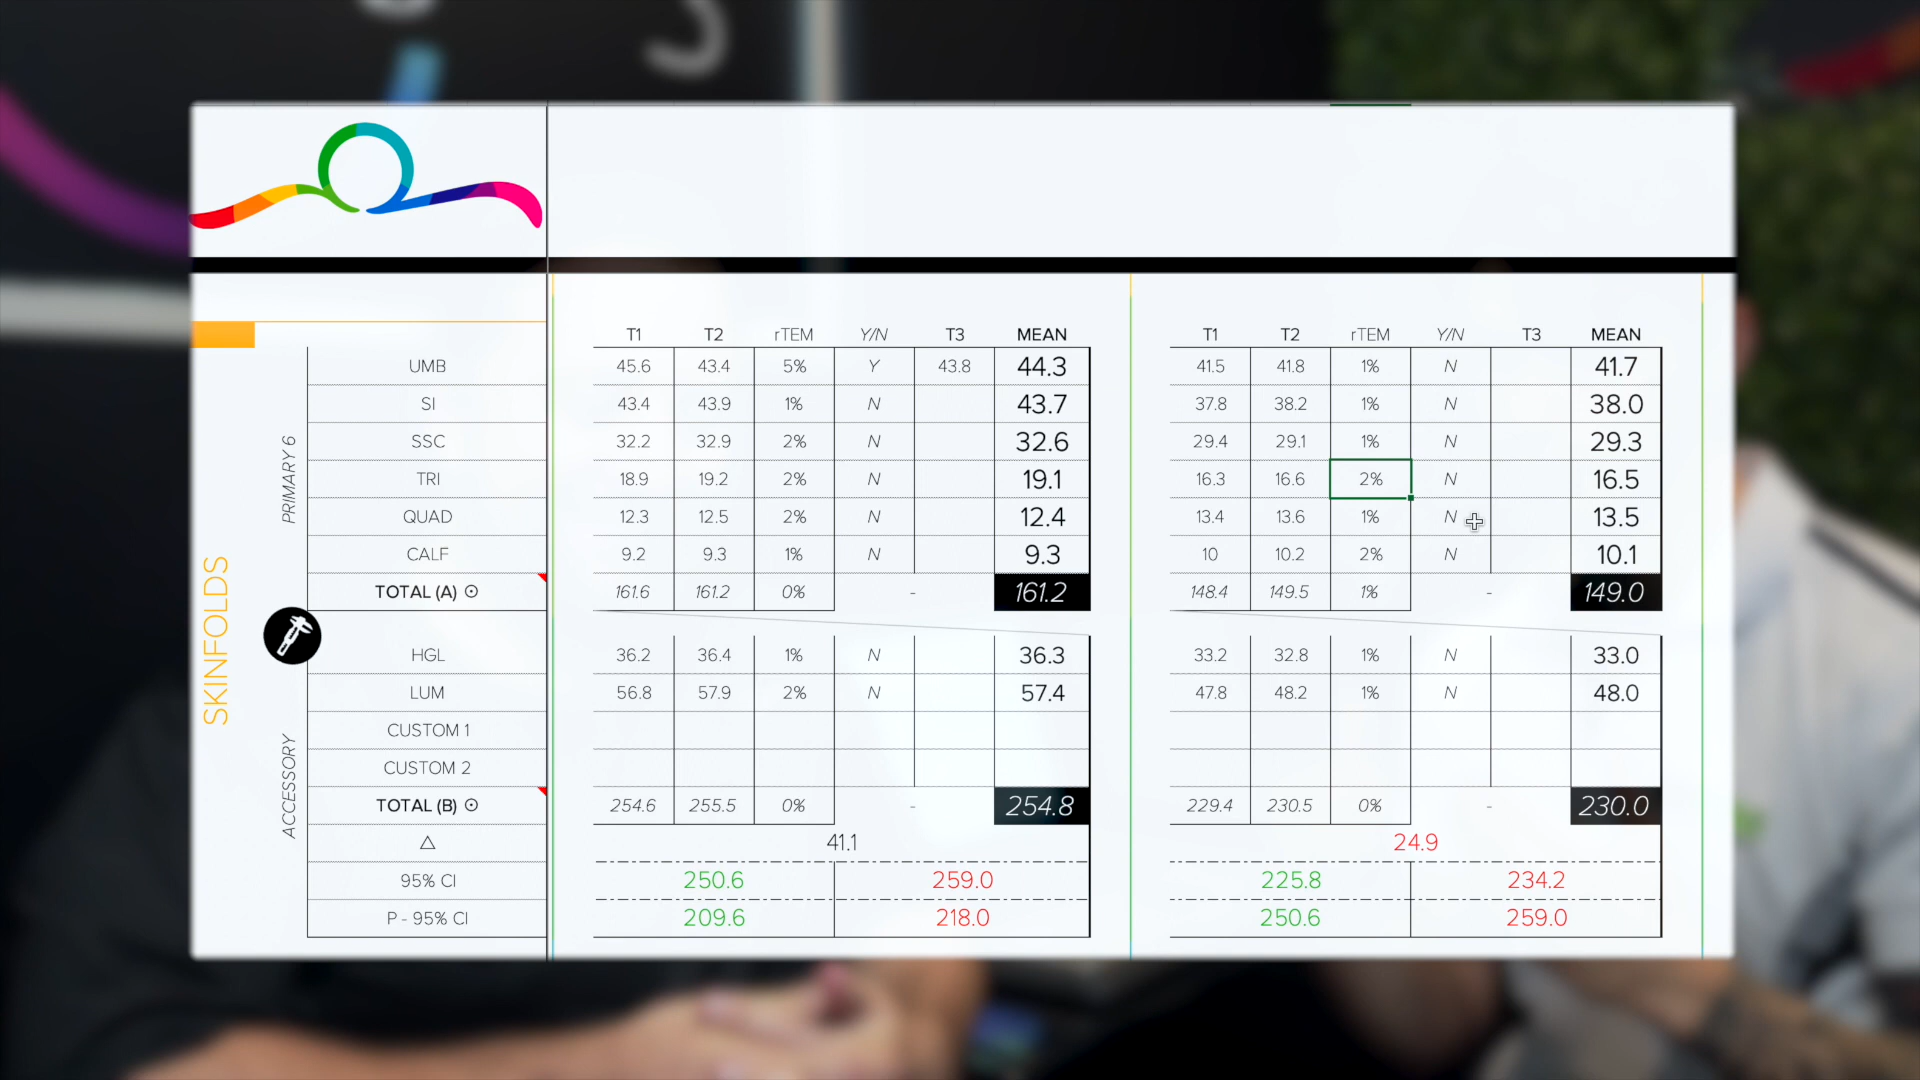 T1 T2 rTEM Y/N T3 MEAN T1 T2 rTEM Y/N T3 MEAN
SKINFOLDS
PRIMARY 6
UMB 45.6 43.4 5% Y 43.8 44.3 41.5 41.8 1% N 41.7
SI 43.4 43.9 1% N 43.7 37.8 38.2 1% N 38.0
SSC 32.2 32.9 2% N 32.6 29.4 29.1 1% N 29.3
TRI 18.9 19.2 2% N 19.1 16.3 16.6 2% N 16.5
QUAD 12.3 12.5 2% N 12.4 13.4 13.6 1% N 13.5
CALF 9.2 9.3 1% N 9.3 10 10.2 2% N 10.1
TOTAL (A) ⊙ 161.6 161.2 0% - 161.2 148.4 149.5 1% - 149.0
ACCESSORY
HGL 36.2 36.4 1% N 36.3 33.2 32.8 1% N 33.0
LUM 56.8 57.9 2% N 57.4 47.8 48.2 1% N 48.0
CUSTOM 1
CUSTOM 2
TOTAL (B) ⊙ 254.6 255.5 0% - 254.8 229.4 230.5 0% - 230.0
△ 41.1 24.9
95% CI 250.6 259.0 225.8 234.2
P - 95% CI 209.6 218.0 250.6 259.0